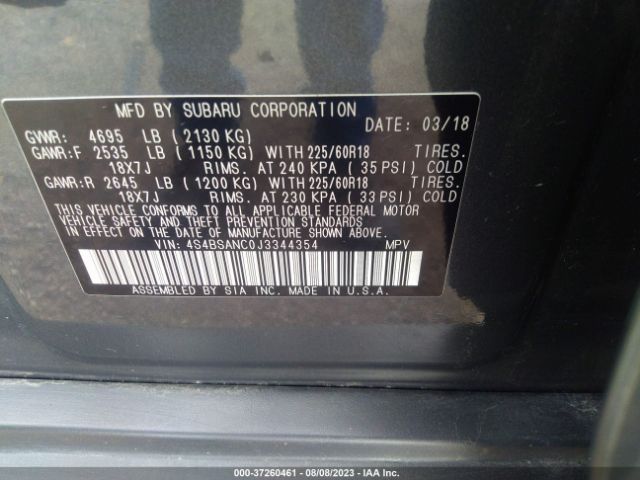 MFD BY SUBARU CORPORATION
DATE: 03/18
GVWR: 4695 LB (2130 KG)
GAWR:F 2535 LB (1150 KG) WITH 225/60R18 TIRES.
18X7J RIMS. AT 240 KPA (35 PSI) COLD
GAWR:R 2645 LB (1200 KG) WITH 225/60R18 TIRES.
18X7J RIMS. AT 230 KPA (33 PSI) COLD
THIS VEHICLE CONFORMS TO ALL APPLICABLE FEDERAL MOTOR
VEHICLE SAFETY AND THEFT PREVENTION STANDARDS IN
EFFECT ON THE DATE OF MANUFACTURE SHOWN ABOVE.
VIN: 4S4BSANC0J3344354 MPV
ASSEMBLED BY SIA INC. MADE IN U.S.A.
000-37260461 - 08/08/2023 - IAA Inc.